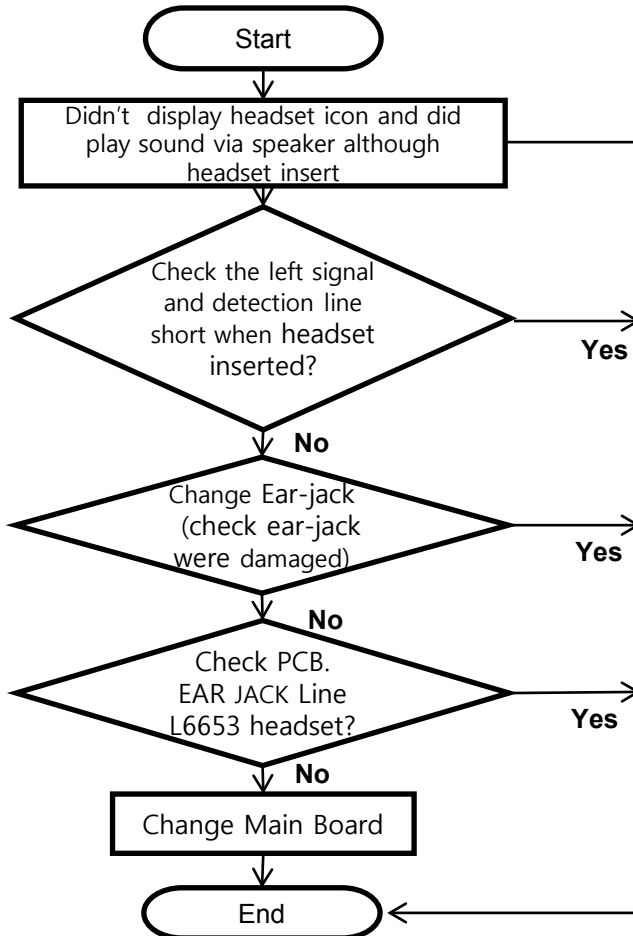 Start
Didn't display headset icon and did
play sound via speaker although
headset insert
Check the left signal
and detection line
short when headset
inserted?
Yes
No
Change Ear-jack
(check ear-jack
were damaged)
Yes
No
Check PCB.
EAR JACK Line
L6653 headset?
Yes
No
Change Main Board
End